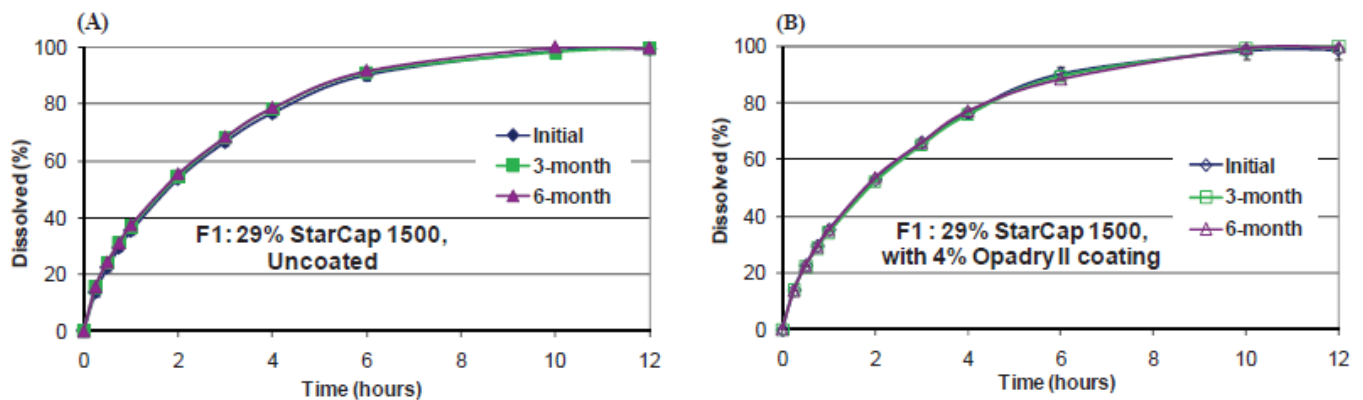 (A)
Dissolved (%)
100
80
60
40
20
0
Initial
3-month
6-month
F1: 29% StarCap 1500,
Uncoated
0 2 4 6 8 10 12
Time (hours)
(B)
Dissolved (%)
100
80
60
40
20
0
Initial
3-month
6-month
F1 : 29% StarCap 1500,
with 4% Opadry II coating
0 2 4 6 8 10 12
Time (hours)